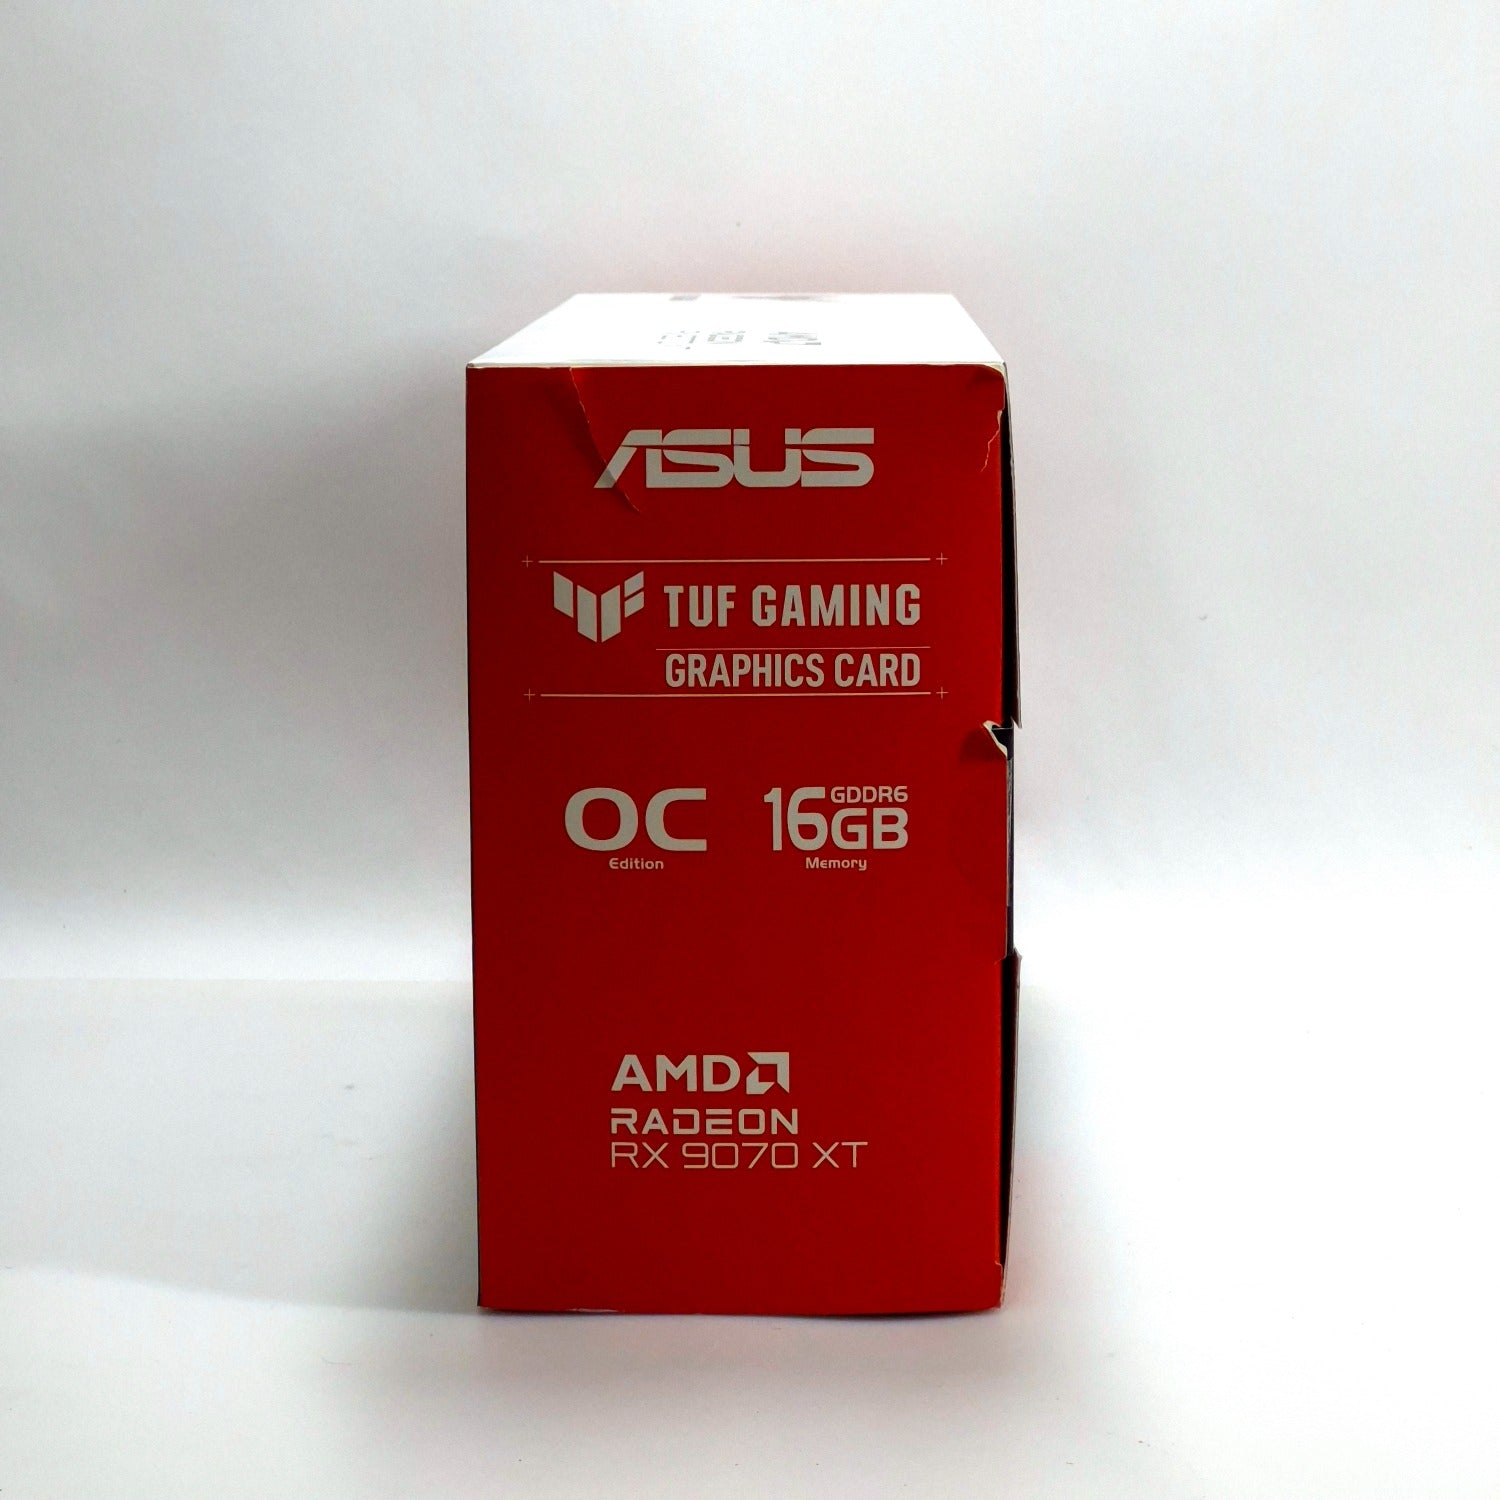 ASUS
TUF GAMING
GRAPHICS CARD
OC
Edition
16GB
GDDR6
Memory
AMD
RADEON
RX 9070 XT